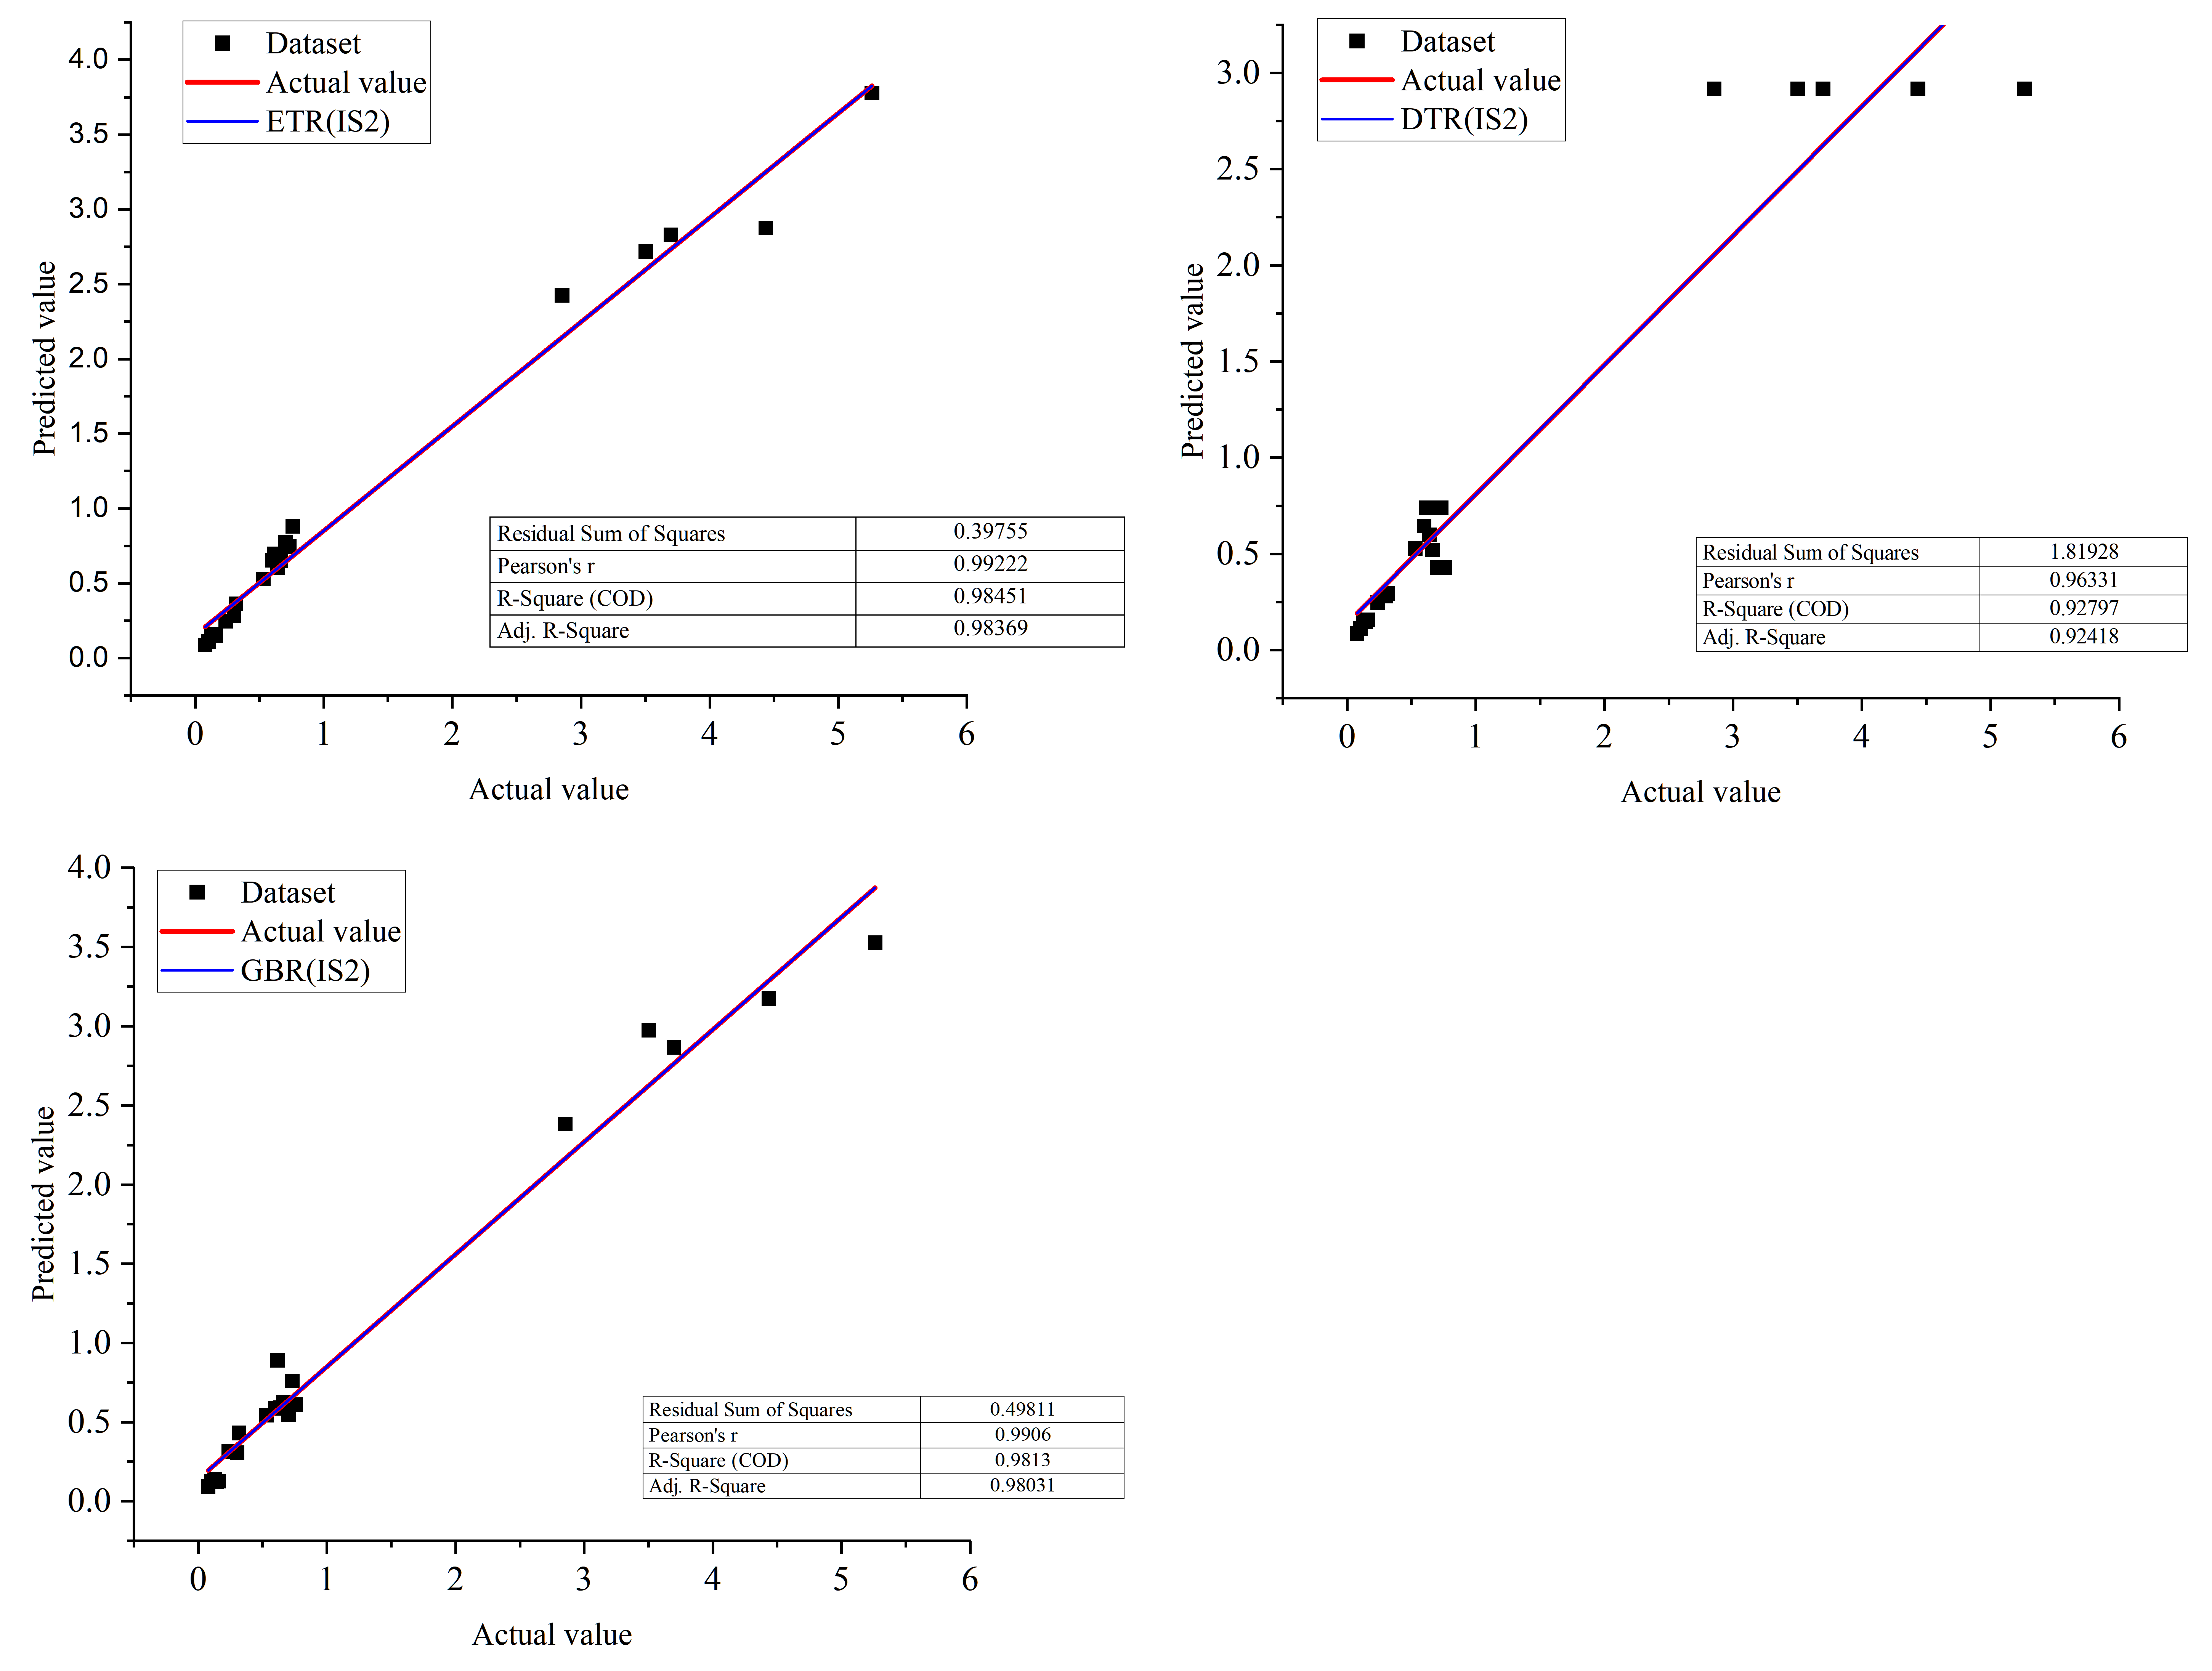 Dataset
Actual value
ETR(IS2)
4.0
3.5
3.0
2.5
2.0
1.5
1.0
0.5
0.0
Predicted value
Residual Sum of Squares 0.39755
Pearson's r 0.99222
R-Square (COD) 0.98451
Adj. R-Square 0.98369
0 1 2 3 4 5 6
Actual value
Dataset
Actual value
DTR(IS2)
3.0
2.5
2.0
1.5
1.0
0.5
0.0
Predicted value
Residual Sum of Squares 1.81928
Pearson's r 0.96331
R-Square (COD) 0.92797
Adj. R-Square 0.92418
0 1 2 3 4 5 6
Actual value
Dataset
Actual value
GBR(IS2)
4.0
3.5
3.0
2.5
2.0
1.5
1.0
0.5
0.0
Predicted value
Residual Sum of Squares 0.49811
Pearson's r 0.9906
R-Square (COD) 0.9813
Adj. R-Square 0.98031
0 1 2 3 4 5 6
Actual value